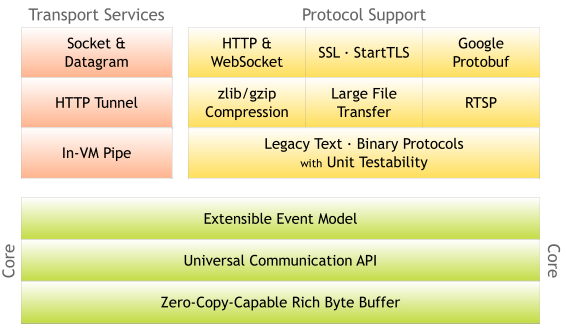 Transport Services
Socket &
Datagram
HTTP Tunnel
In-VM Pipe
Protocol Support
HTTP &
WebSocket
SSL · StartTLS
Google
Protobuf
zlib/gzip
Compression
Large File
Transfer
RTSP
Legacy Text · Binary Protocols
with Unit Testability
Core
Extensible Event Model
Universal Communication API
Zero-Copy-Capable Rich Byte Buffer
Core